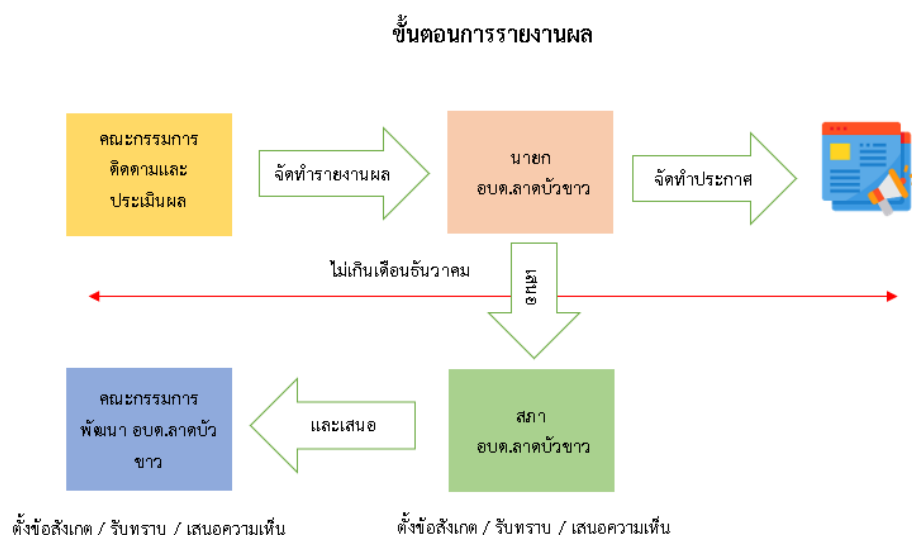 ขั้นตอนการรายงานผล
คณะกรรมการ
ติดตามและ
ประเมินผล
จัดทำรายงานผล
นายก
อบต.ลาดบัวขาว
จัดทำประกาศ
ไม่เกินเดือนธันวาคม
เสนอ
คณะกรรมการ
พัฒนา อบต.ลาดบัว
ขาว
และเสนอ
สภา
อบต.ลาดบัวขาว
ตั้งข้อสังเกต / รับทราบ / เสนอความเห็น
ตั้งข้อสังเกต / รับทราบ / เสนอความเห็น